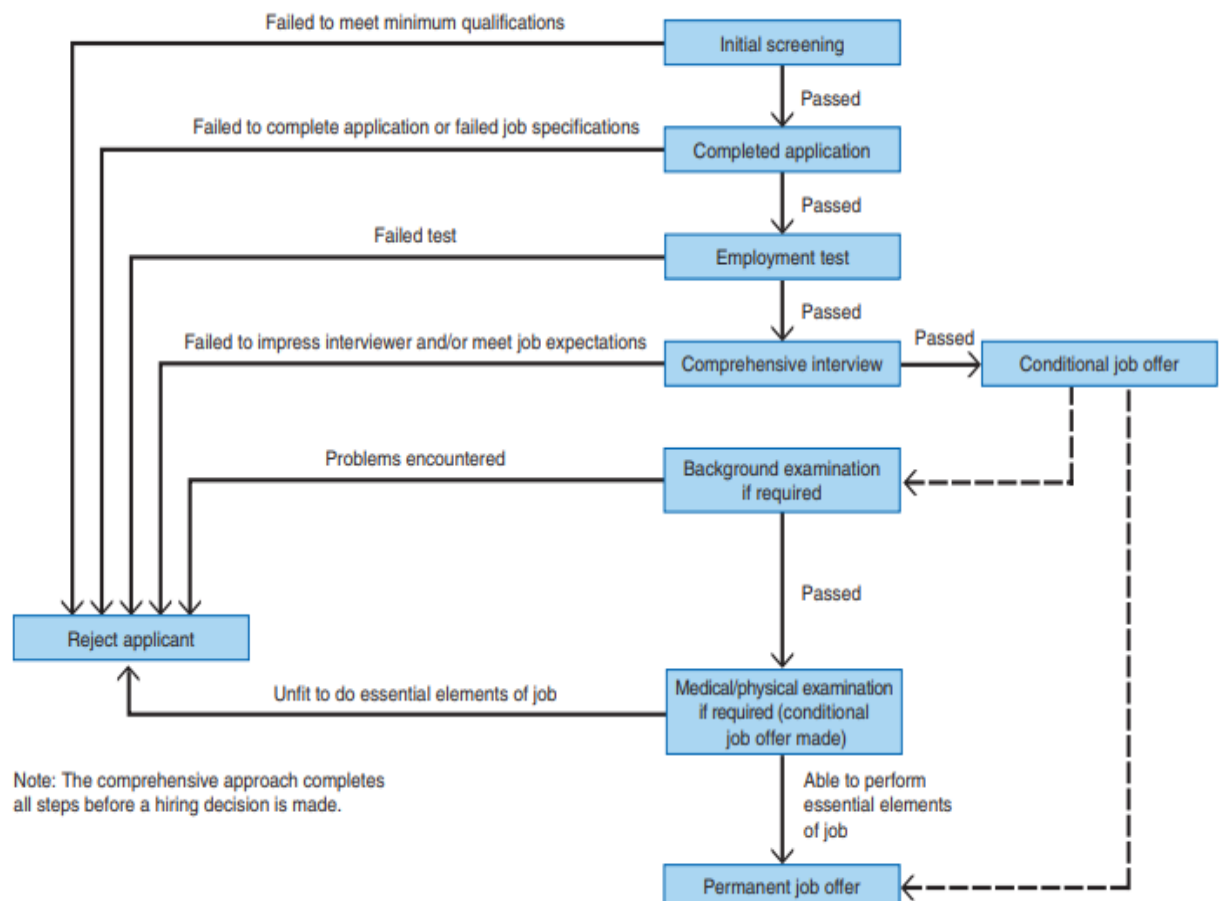 Failed to meet minimum qualifications
Initial screening
Passed
Failed to complete application or failed job specifications
Completed application
Passed
Failed test
Employment test
Passed
Failed to impress interviewer and/or meet job expectations
Comprehensive interview
Passed
Conditional job offer
Problems encountered
Background examination
if required
Passed
Reject applicant
Unfit to do essential elements of job
Medical/physical examination
if required (conditional
job offer made)
Note: The comprehensive approach completes
all steps before a hiring decision is made.
Able to perform
essential elements
of job
Permanent job offer